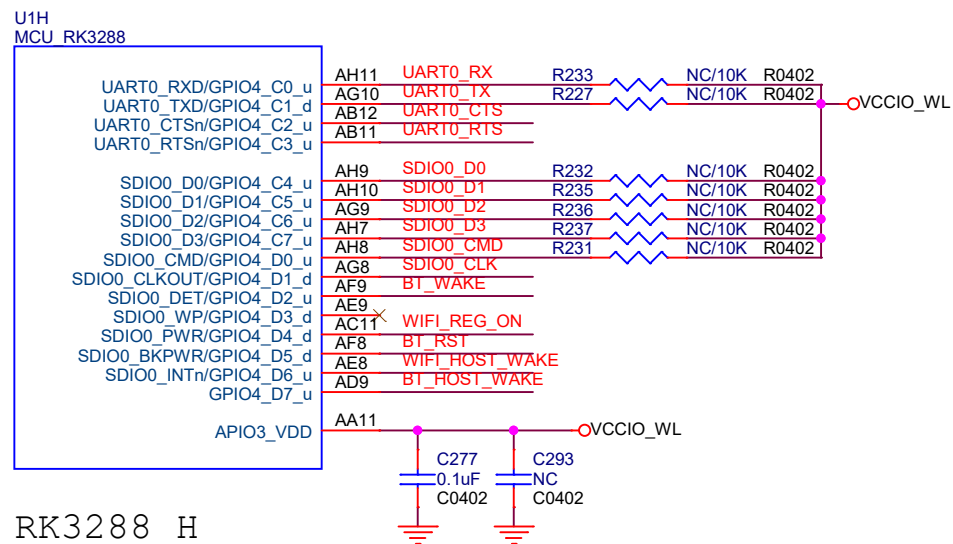 U1H
MCU_RK3288
UART0_RXD/GPIO4_C0_u AH11 UART0_RX R233 NC/10K R0402
UART0_TXD/GPIO4_C1_d AG10 UART0_TX R227 NC/10K R0402 VCCIO_WL
UART0_CTSn/GPIO4_C2_u AB12 UART0_CTS
UART0_RTSn/GPIO4_C3_u AB11 UART0_RTS
SDIO0_D0/GPIO4_C4_u AH9 SDIO0_D0 R232 NC/10K R0402
SDIO0_D1/GPIO4_C5_u AH10 SDIO0_D1 R235 NC/10K R0402
SDIO0_D2/GPIO4_C6_u AG9 SDIO0_D2 R236 NC/10K R0402
SDIO0_D3/GPIO4_C7_u AH7 SDIO0_D3 R237 NC/10K R0402
SDIO0_CMD/GPIO4_D0_u AH8 SDIO0_CMD R231 NC/10K R0402
SDIO0_CLKOUT/GPIO4_D1_d AG8 SDIO0_CLK
SDIO0_DET/GPIO4_D2_u AF9 BT_WAKE
SDIO0_WP/GPIO4_D3_d AE9
SDIO0_PWR/GPIO4_D4_d AC11 WIFI_REG_ON
SDIO0_BKPWR/GPIO4_D5_d AF8 BT_RST
SDIO0_INTn/GPIO4_D6_u AE8 WIFI_HOST_WAKE
GPIO4_D7_u AD9 BT_HOST_WAKE
APIO3_VDD AA11 VCCIO_WL
C277 C293
0.1uF NC
C0402 C0402
RK3288 H